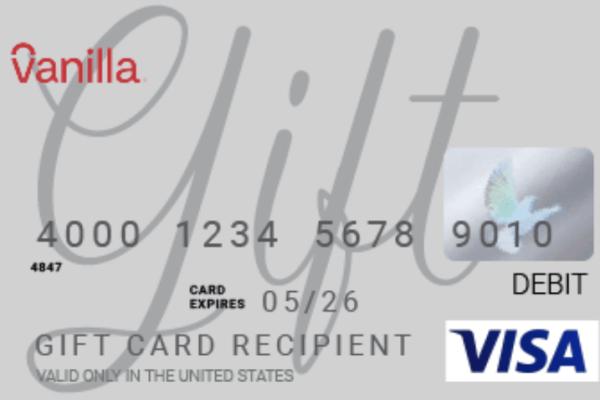 Gift
Vanilla
4000 1234 5678 9010
4847
DEBIT
CARD
EXPIRES 05/26
GIFT CARD RECIPIENT
VALID ONLY IN THE UNITED STATES
VISA